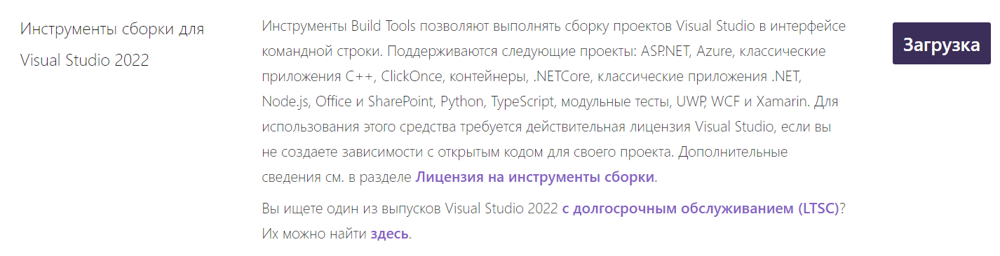 Инструменты сборки для
Visual Studio 2022
Инструменты Build Tools позволяют выполнять сборку проектов Visual Studio в интерфейсе
командной строки. Поддерживаются следующие проекты: ASP.NET, Azure, классические
приложения C++, ClickOnce, контейнеры, .NETCore, классические приложения .NET,
Node.js, Office и SharePoint, Python, TypeScript, модульные тесты, UWP, WCF и Xamarin. Для
использования этого средства требуется действительная лицензия Visual Studio, если вы
не создаете зависимости с открытым кодом для своего проекта. Дополнительные
сведения см. в разделе Лицензия на инструменты сборки.
Вы ищете один из выпусков Visual Studio 2022 с долгосрочным обслуживанием (LTSC)?
Их можно найти здесь.
Загрузка